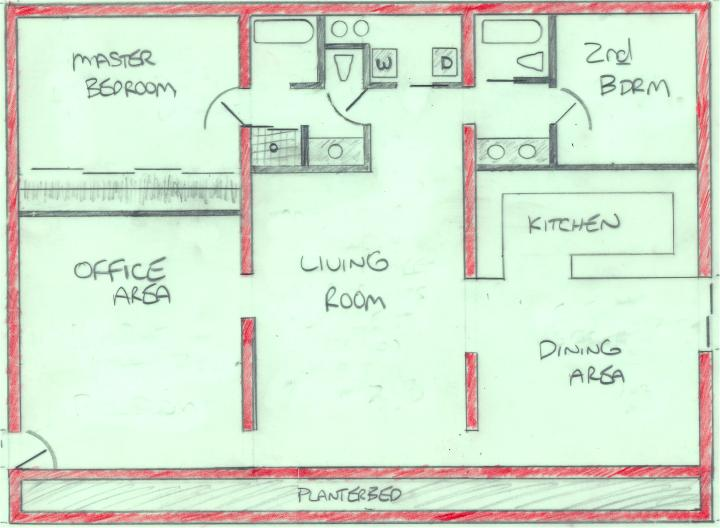 MASTER
BEDROOM
W
D
2nd
BDRM
KITCHEN
OFFICE
AREA
LIVING
ROOM
DINING
AREA
PLANTERBED